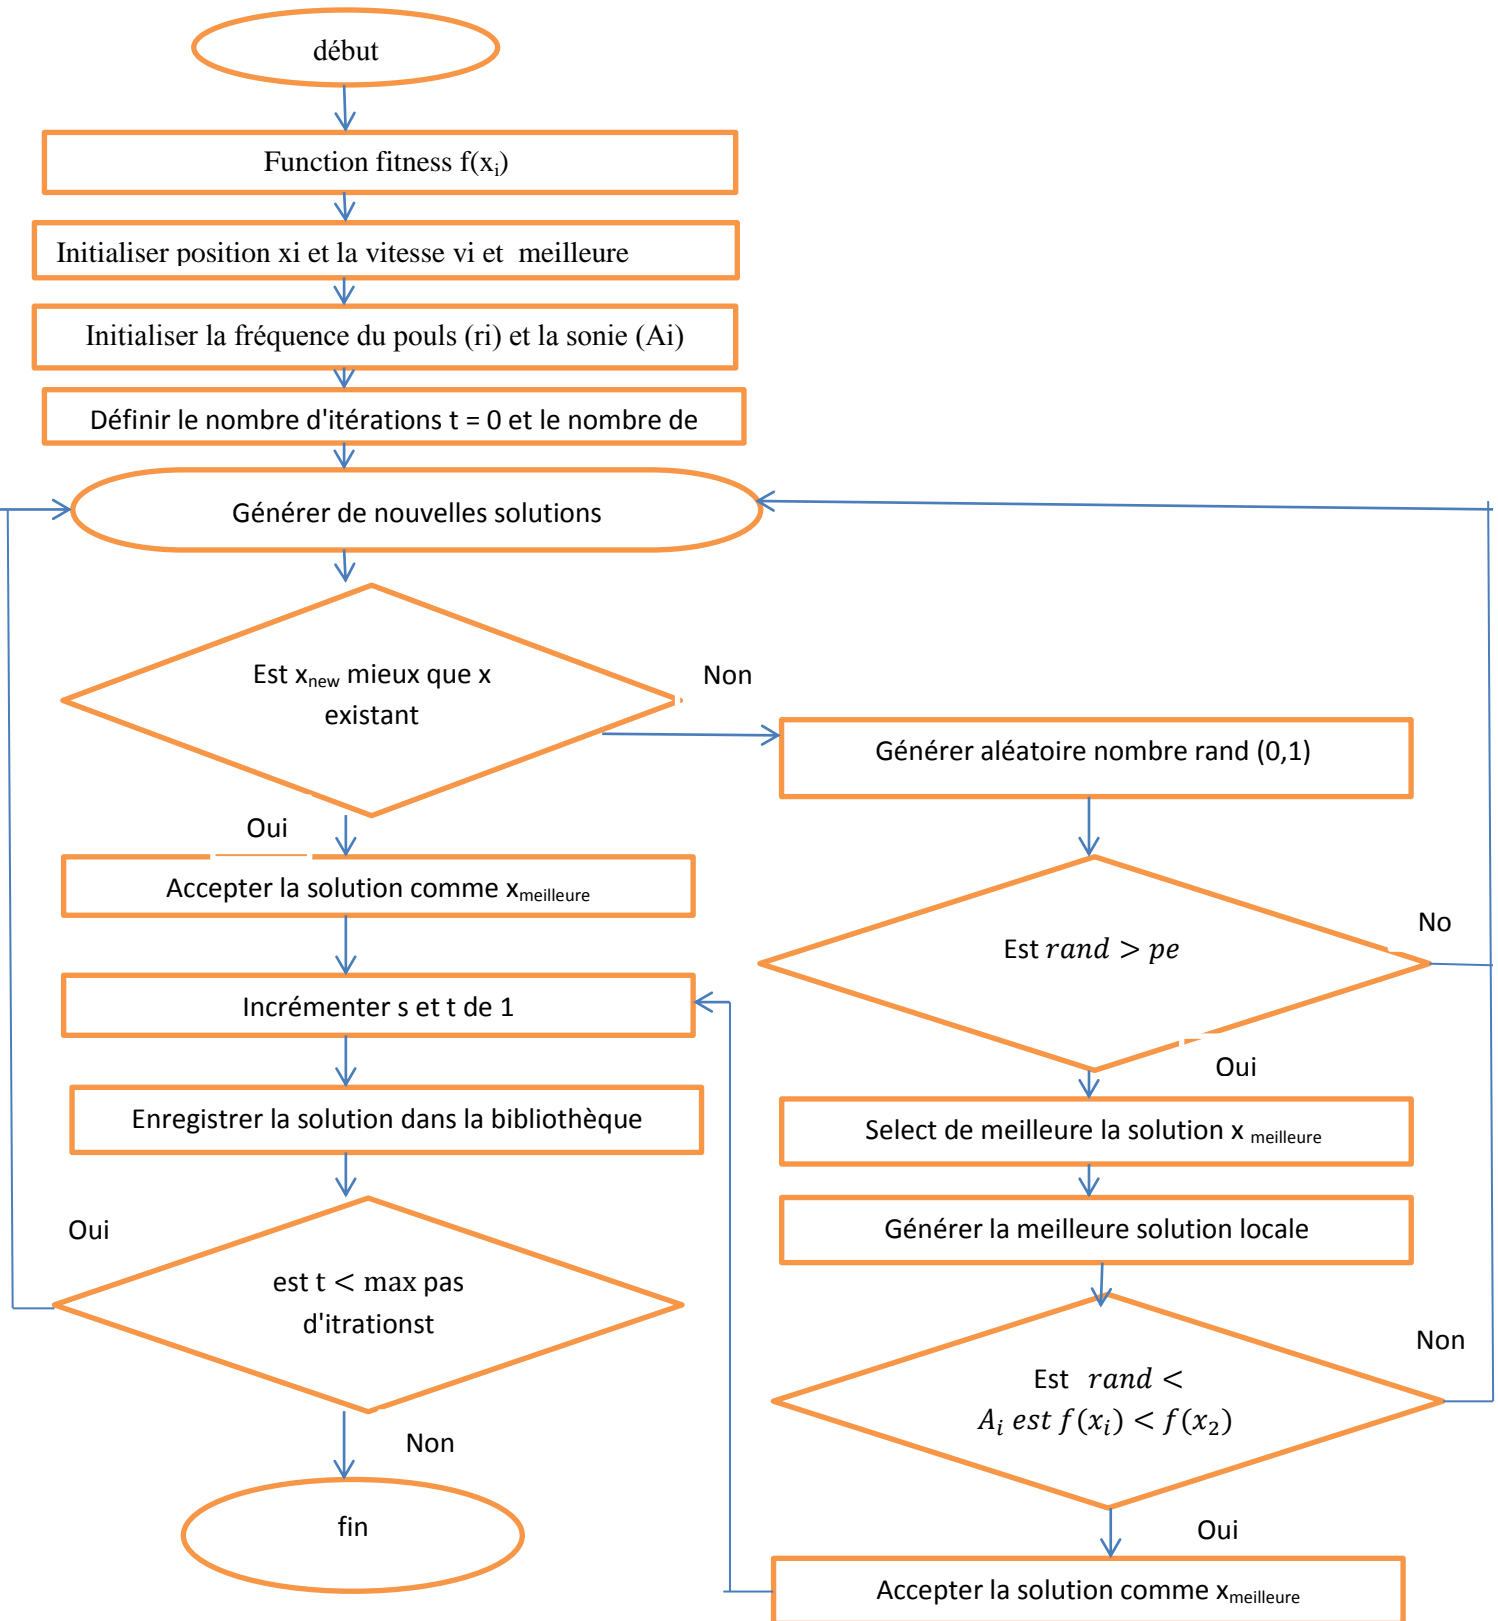 début
Function fitness f(xᵢ)
Initialiser position xi et la vitesse vi et meilleure
Initialiser la fréquence du pouls (ri) et la sonie (Ai)
Définir le nombre d'itérations t = 0 et le nombre de
Générer de nouvelles solutions
Est x_new mieux que x
existant
Non
Oui
Générer aléatoire nombre rand (0,1)
Accepter la solution comme x_meilleure
Est rand > pe
No
Incrémenter s et t de 1
Oui
Enregistrer la solution dans la bibliothèque
Select de meilleure la solution x meilleure
Oui
Générer la meilleure solution locale
est t < max pas
d'itrationst
Non
Est rand <
Aᵢ est f(xᵢ) < f(x₂)
Non
Oui
fin
Accepter la solution comme x_meilleure